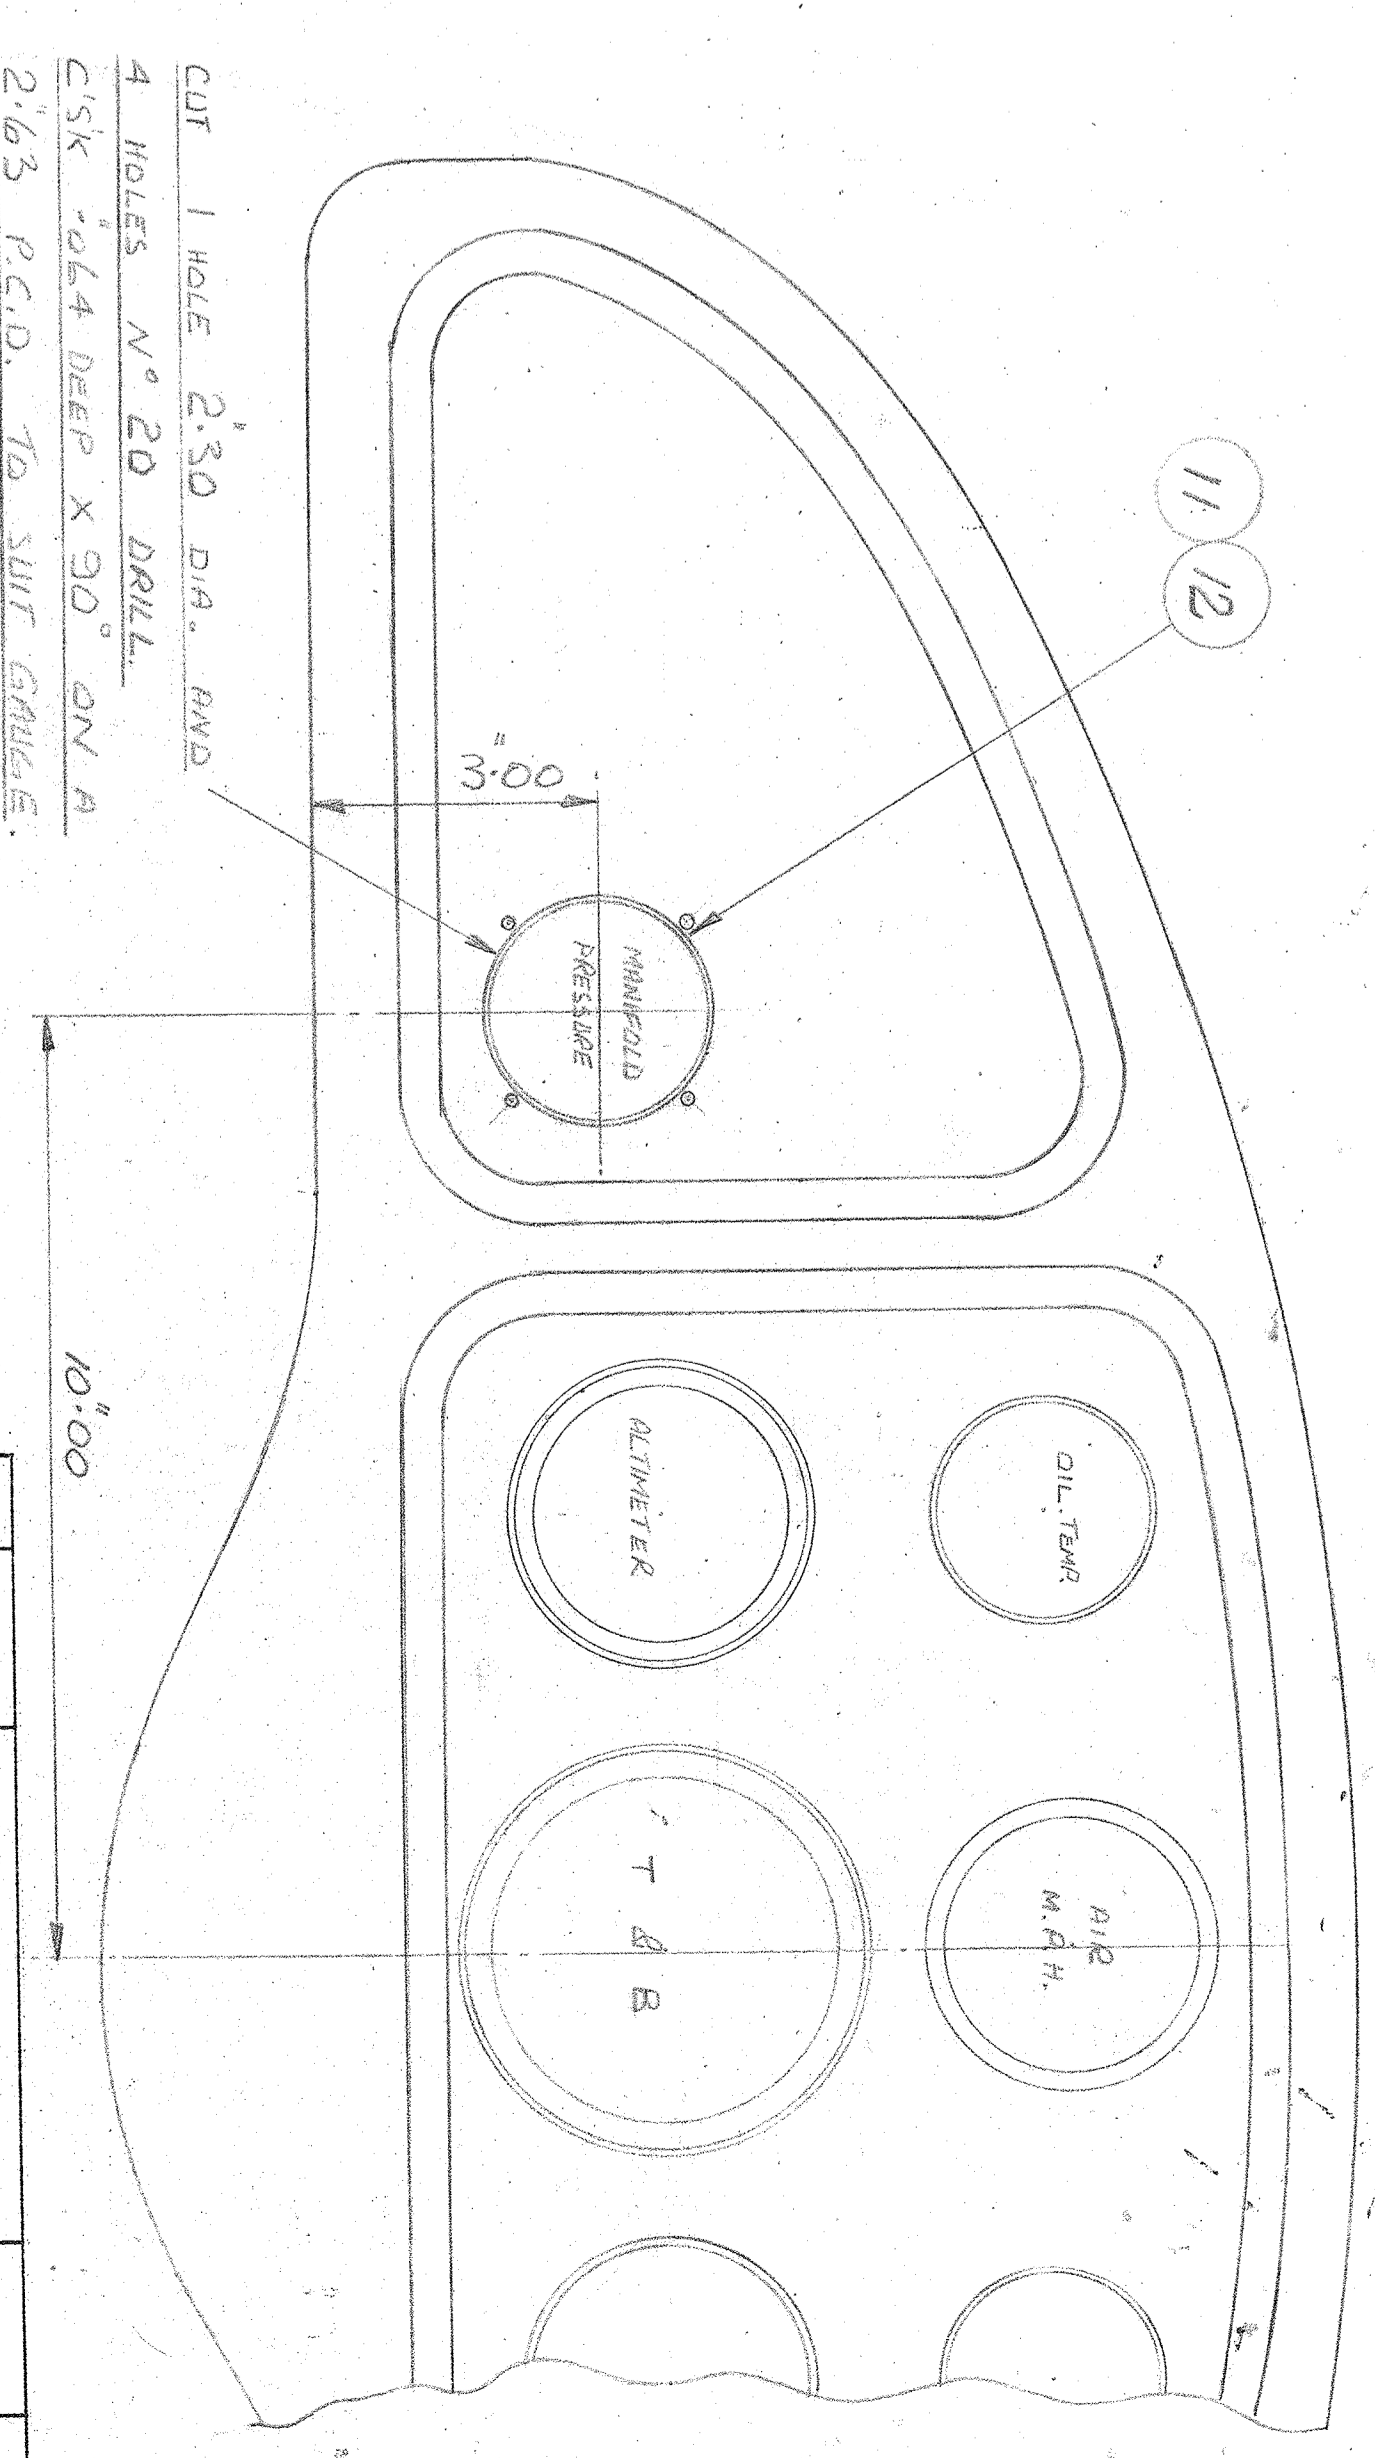 11
12
OIL. TEMP.
AIR
M.P.H.
MANIFOLD
PRESSURE
ALTIMETER
T & B
3".00
CUT 1 HOLE 2".30 DIA. AND
4 HOLES Nº 20 DRILL
C'SK ".064 DEEP X 90° ON A
2".63 P.C.D. TO SUIT GAUGE.
10".00